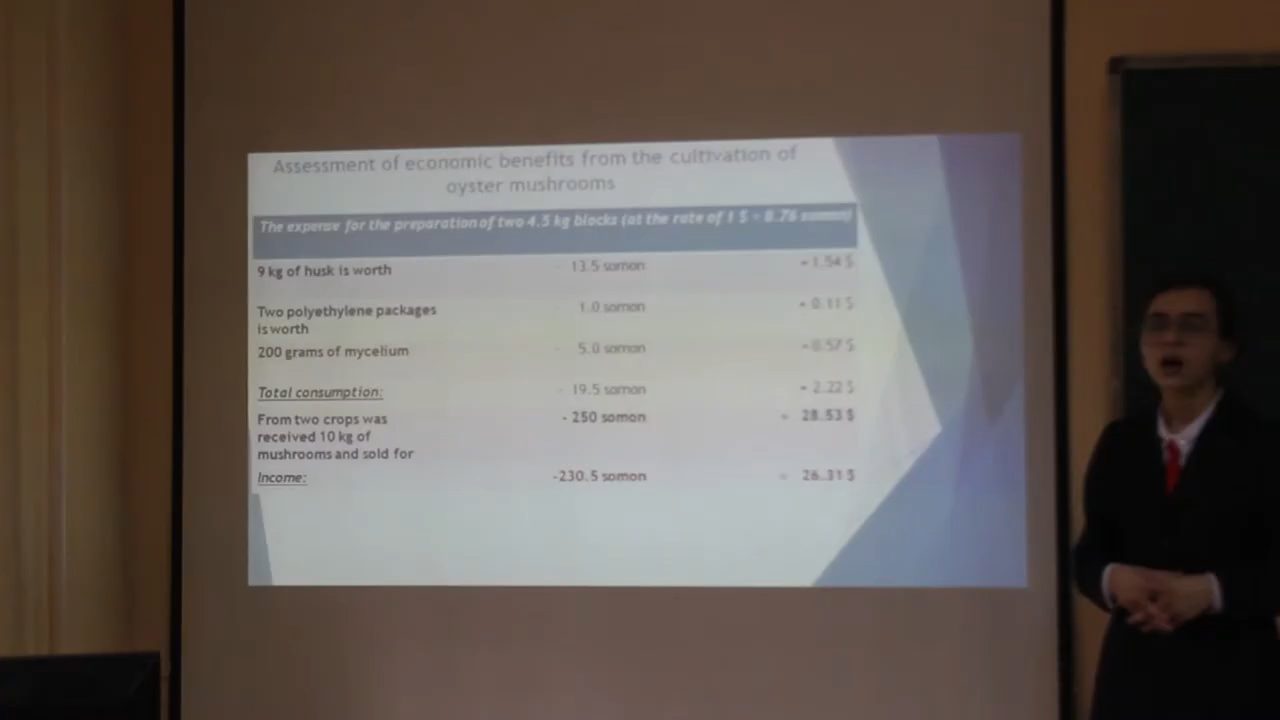 Assessment of economic benefits from the cultivation of
oyster mushrooms
The expense for the preparation of two 4.5 kg blocks (at the rate of 1 $ = 8.76 somon)
9 kg of husk is worth - 13.5 somon = 1.54 $
Two polyethylene packages - 1.0 somon = 0.11 $
is worth
200 grams of mycelium - 5.0 somon = 0.57 $
Total consumption: - 19.5 somon = 2.22 $
From two crops was - 250 somon = 28.53 $
received 10 kg of
mushrooms and sold for
Income: -230.5 somon = 26.31 $